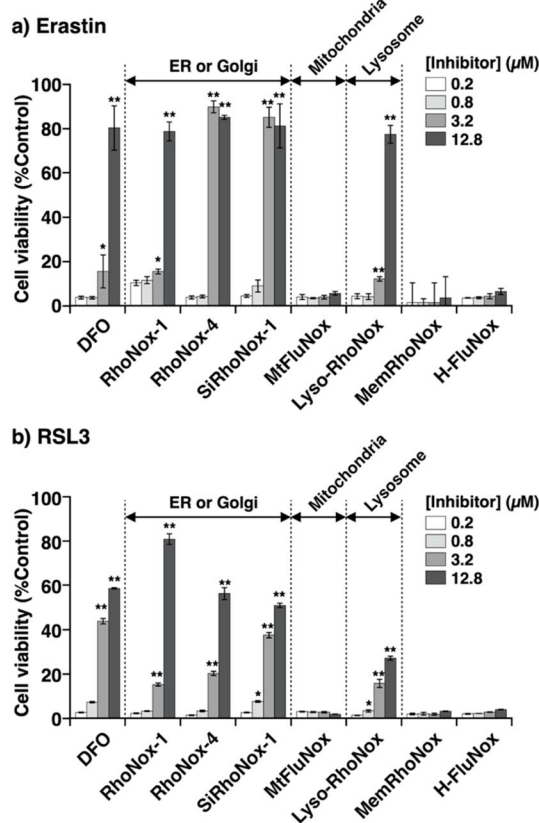 a) Erastin
Mitochondria
Lysosome
ER or Golgi
[Inhibitor] (μM)
0.2
0.8
3.2
12.8
Cell viability (%Control)
100
80
60
40
20
0
*
**
*
**
**
**
**
**
**
**
DFO
RhoNox-1
RhoNox-4
SiRhoNox-1
MtFluNox
Lyso-RhoNox
MemRhoNox
H-FluNox
b) RSL3
Mitochondria
Lysosome
ER or Golgi
[Inhibitor] (μM)
0.2
0.8
3.2
12.8
Cell viability (%Control)
100
80
60
40
20
0
**
**
**
**
**
**
*
**
**
*
**
**
DFO
RhoNox-1
RhoNox-4
SiRhoNox-1
MtFluNox
Lyso-RhoNox
MemRhoNox
H-FluNox